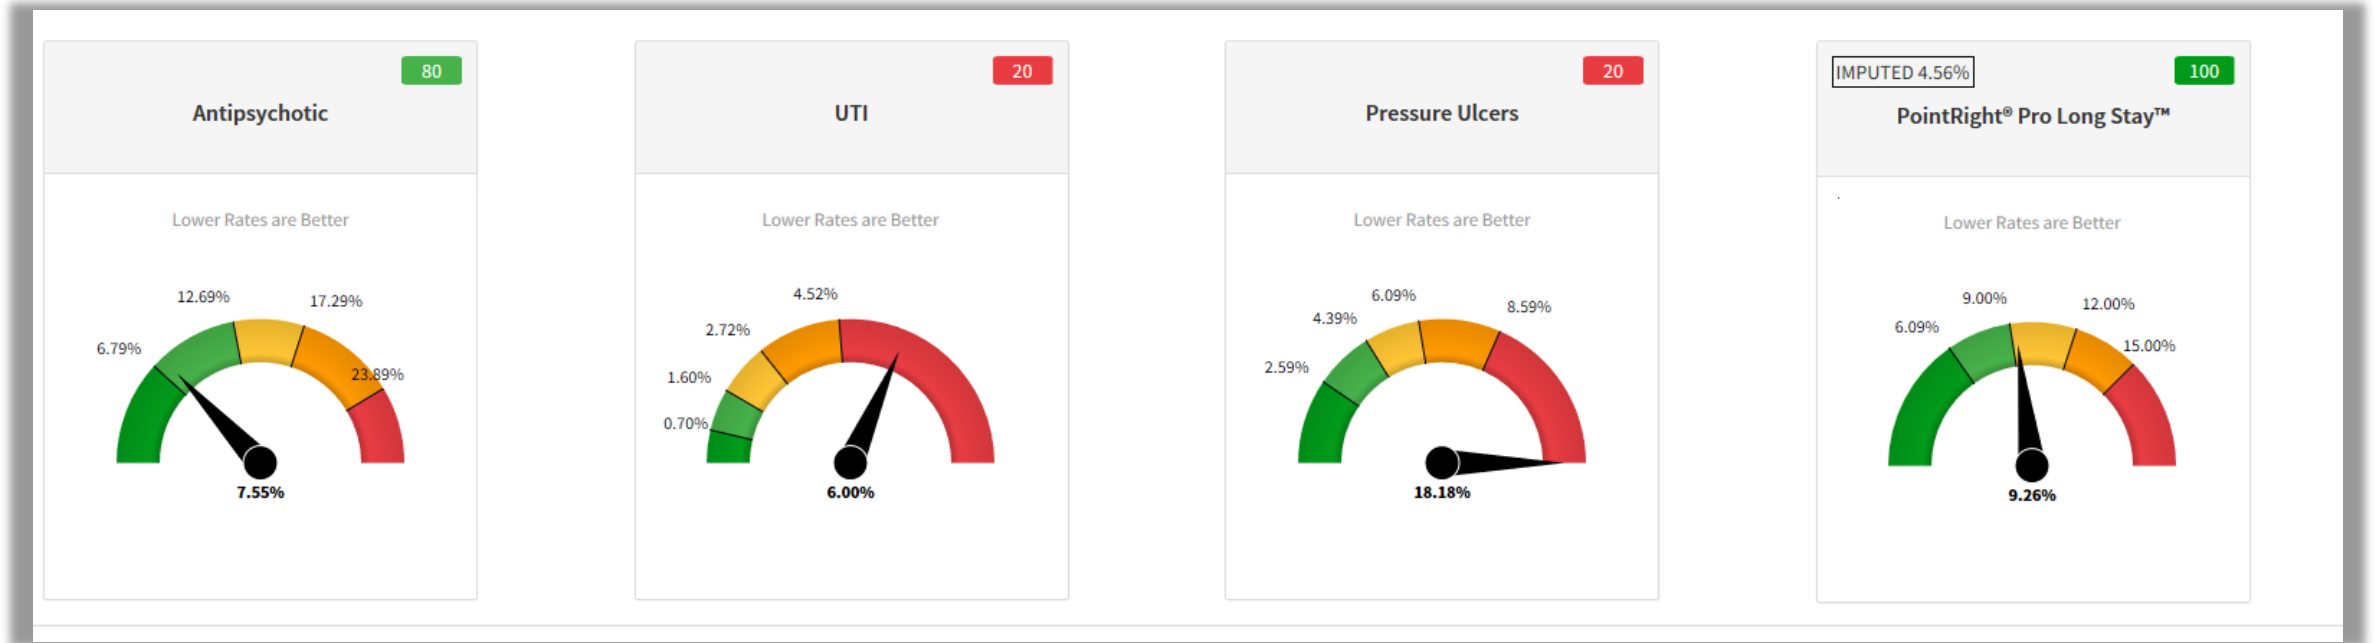 80
Antipsychotic
Lower Rates are Better
12.69%
17.29%
6.79%
23.89%
7.55%
20
UTI
Lower Rates are Better
4.52%
2.72%
1.60%
0.70%
6.00%
20
Pressure Ulcers
Lower Rates are Better
6.09%
8.59%
4.39%
2.59%
18.18%
IMPUTED 4.56%
100
PointRight® Pro Long Stay™
Lower Rates are Better
9.00%
12.00%
6.09%
15.00%
9.26%